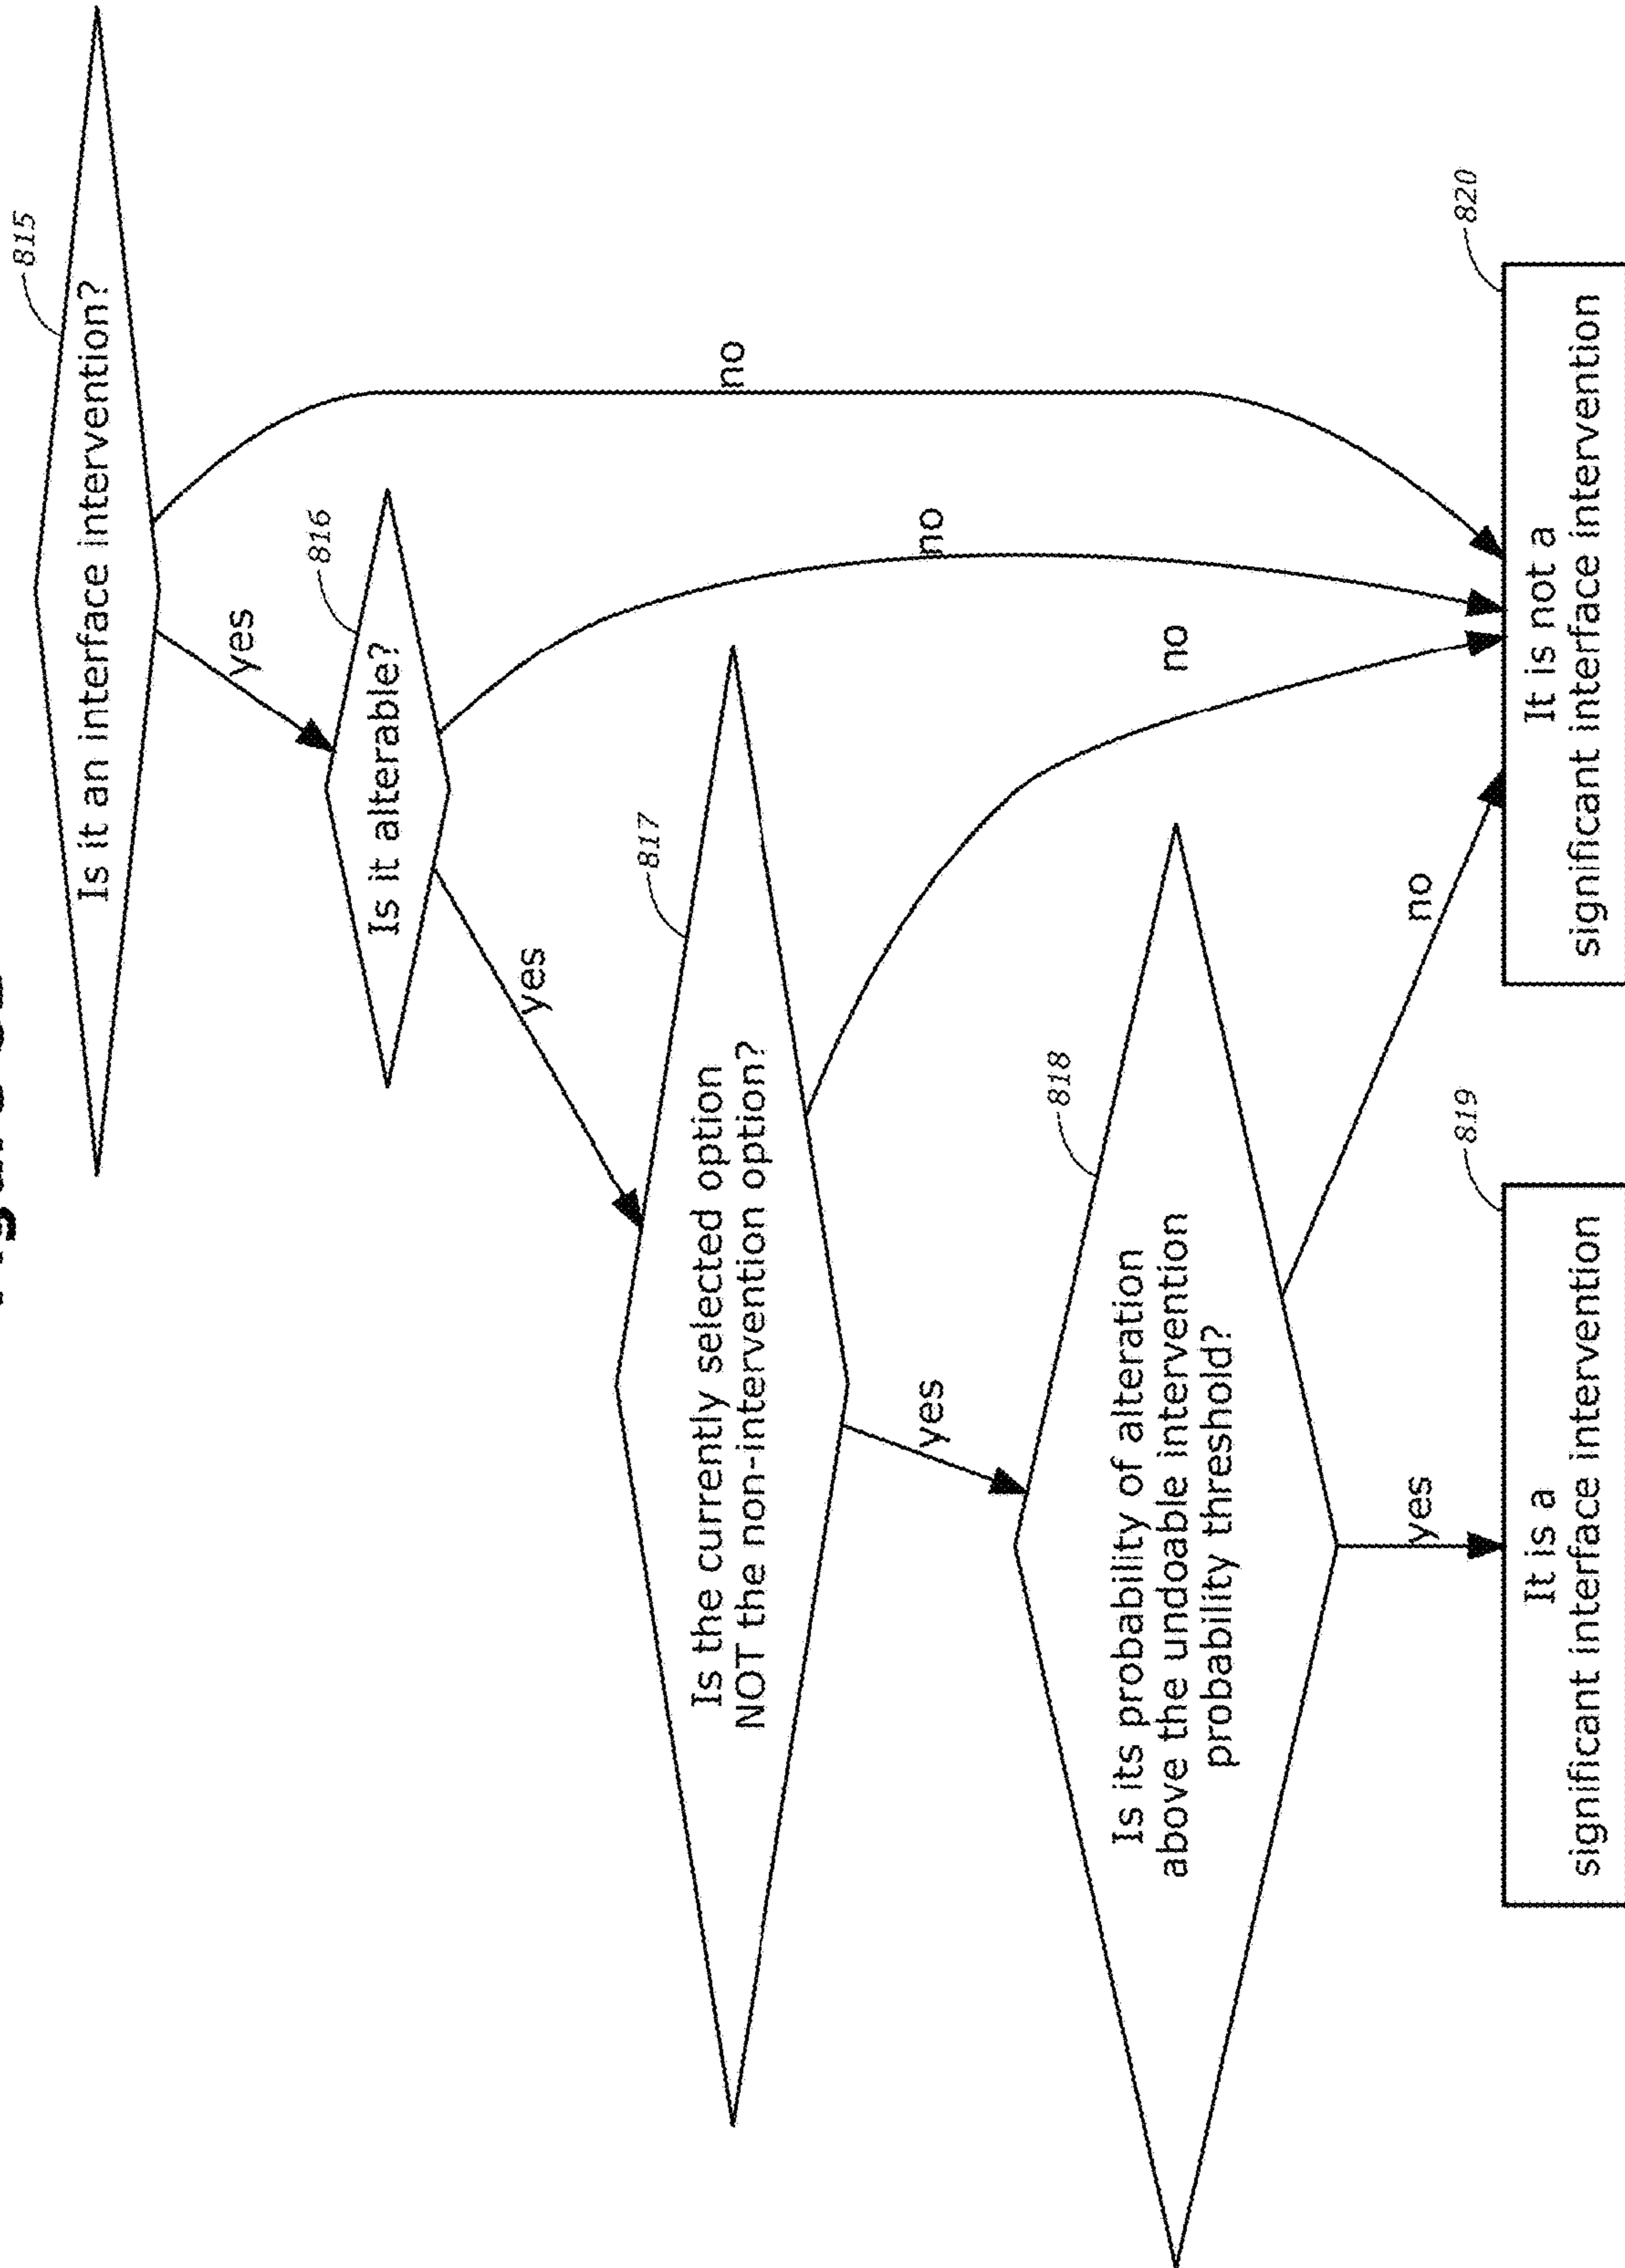 815
Is it an interface intervention?
yes
no
816
Is it alterable?
yes
no
817
Is the currently selected option
NOT the non-intervention option?
yes
no
818
Is its probability of alteration
above the undoable intervention
probability threshold?
yes
no
819
It is a
significant interface intervention
820
It is not a
significant interface intervention